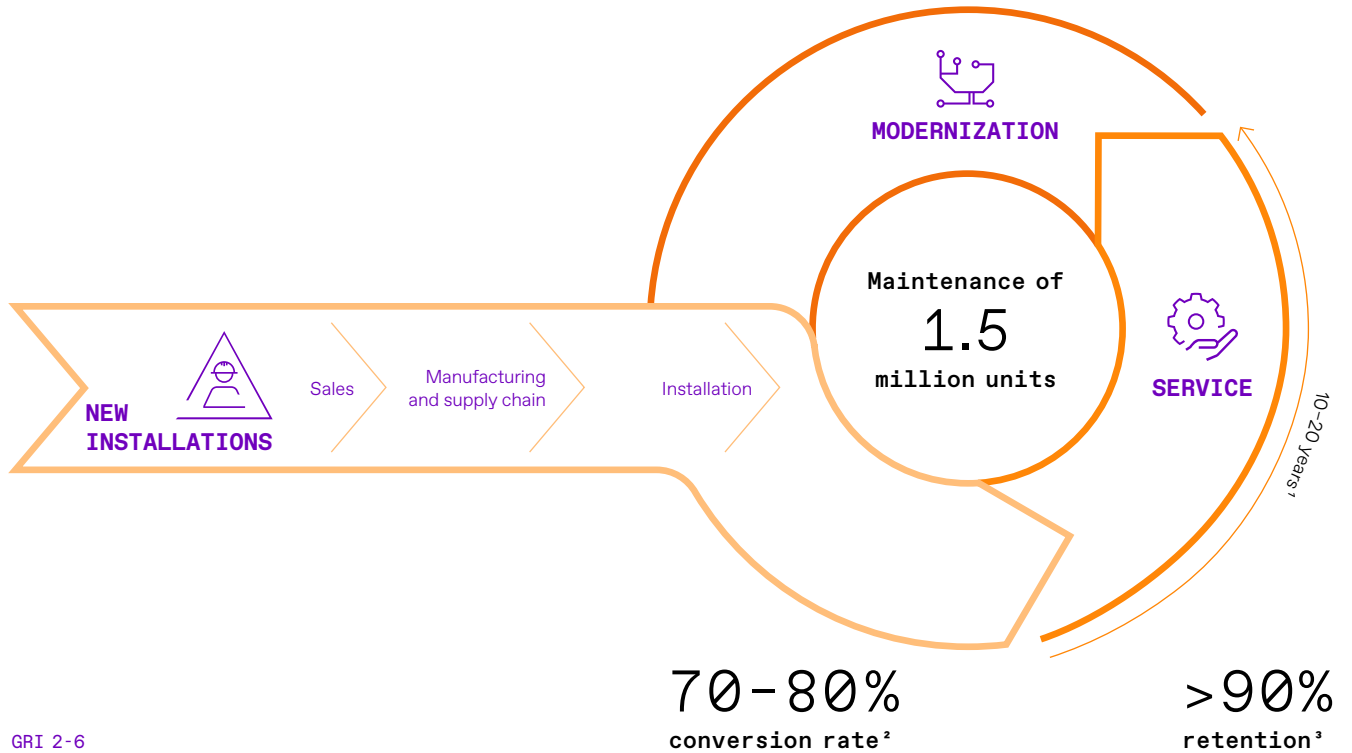 MODERNIZATION
Maintenance of
1.5
million units
SERVICE
10–20 years¹
NEW
INSTALLATIONS
Sales
Manufacturing
and supply chain
Installation
70-80%
conversion rate²
>90%
retention³
GRI 2-6